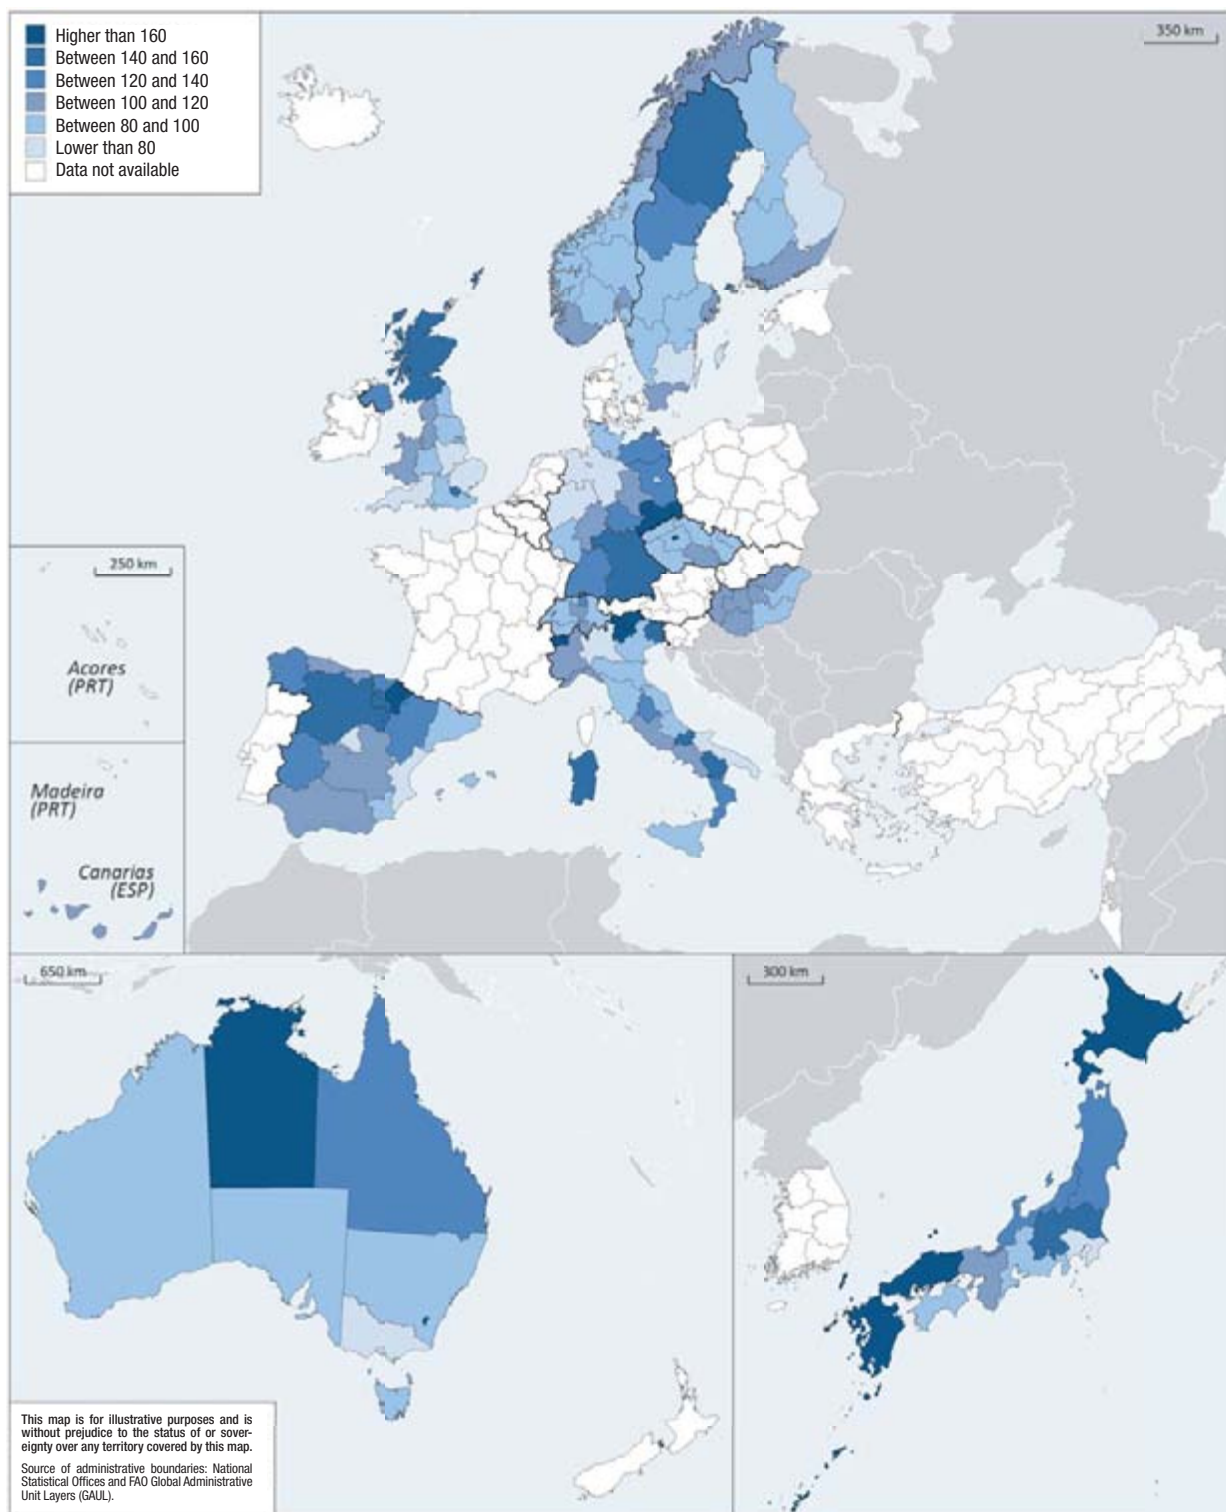 Higher than 160
Between 140 and 160
Between 120 and 140
Between 100 and 120
Between 80 and 100
Lower than 80
Data not available
350 km
250 km
Acores
(PRT)
Madeira
(PRT)
Canarias
(ESP)
650 km
300 km
This map is for illustrative purposes and is
without prejudice to the status of or sover-
eignty over any territory covered by this map.
Source of administrative boundaries: National
Statistical Offices and FAO Global Administrative
Unit Layers (GAUL).